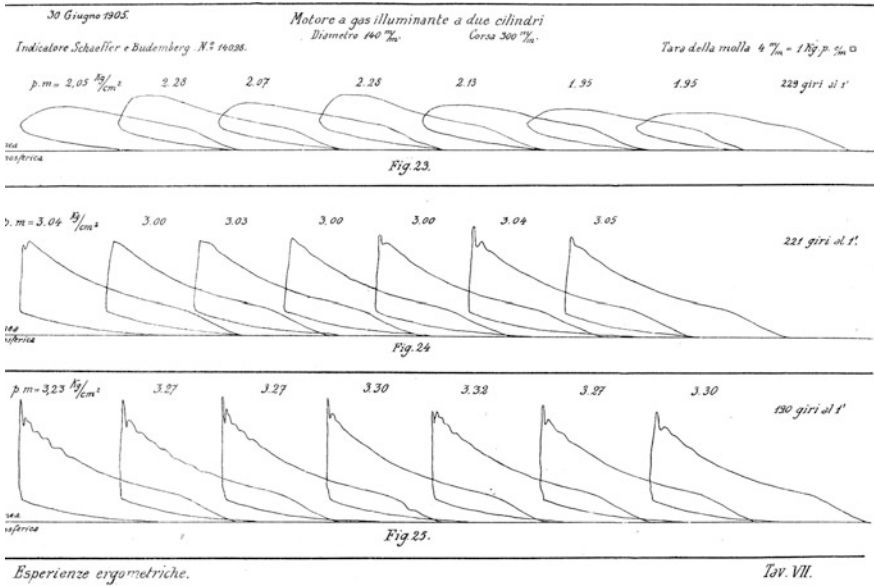 30 Giugno 1905.
Motore a gas illuminante a due cilindri
Diametro 140 m/m. Corsa 300 m/m.
Indicatore Schaeffer e Budemberg. N.º 14098. Tara della molla 4 m/m = 1 Kg. p. c/m □
p.m = 2,05 Kg/cm² 2.28 2.07 2.28 2.13 1.95 1.95 229 giri al 1'
Fig. 23.
p.m = 3.04 Kg/cm² 3.00 3.03 3.00 3.00 3.04 3.05
221 giri al 1'.
Fig. 24
p.m = 3,23 Kg/cm² 3.27 3.27 3.30 3.32 3.27 3.30
190 giri al 1'
Fig. 25.
Esperienze ergometriche. Tav. VII.